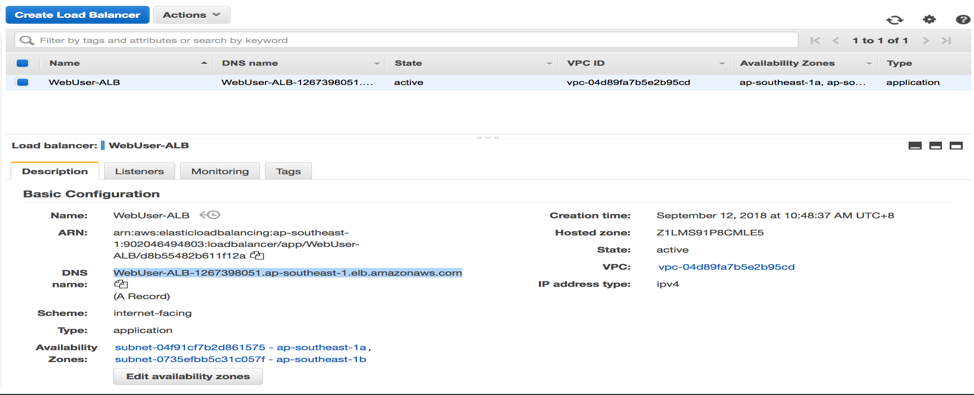 Create Load Balancer Actions
Filter by tags and attributes or search by keyword 1 to 1 of 1
Name DNS name State VPC ID Availability Zones Type
WebUser-ALB WebUser-ALB-1267398051.... active vpc-04d89fa7b5e2b95cd ap-southeast-1a, ap-so... application
Load balancer: WebUser-ALB
Description Listeners Monitoring Tags
Basic Configuration
Name: WebUser-ALB
ARN: arn:aws:elasticloadbalancing:ap-southeast-
1:902046494803:loadbalancer/app/WebUser-
ALB/d8b55482b611f12a
DNS WebUser-ALB-1267398051.ap-southeast-1.elb.amazonaws.com
name:
(A Record)
Scheme: internet-facing
Type: application
Availability subnet-04f91cf7b2d861575 - ap-southeast-1a,
Zones: subnet-0735efbb5c31c057f - ap-southeast-1b
Edit availability zones
Creation time: September 12, 2018 at 10:48:37 AM UTC+8
Hosted zone: Z1LMS91P8CMLE5
State: active
VPC: vpc-04d89fa7b5e2b95cd
IP address type: ipv4